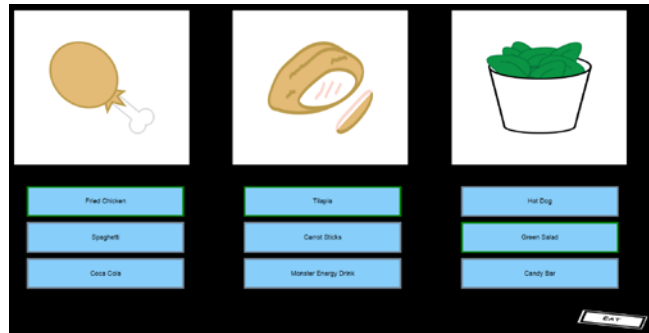 Fried Chicken
Tilapia
Hot Dog
Spaghetti
Carrot Sticks
Green Salad
Coca Cola
Monster Energy Drink
Candy Bar
EAT